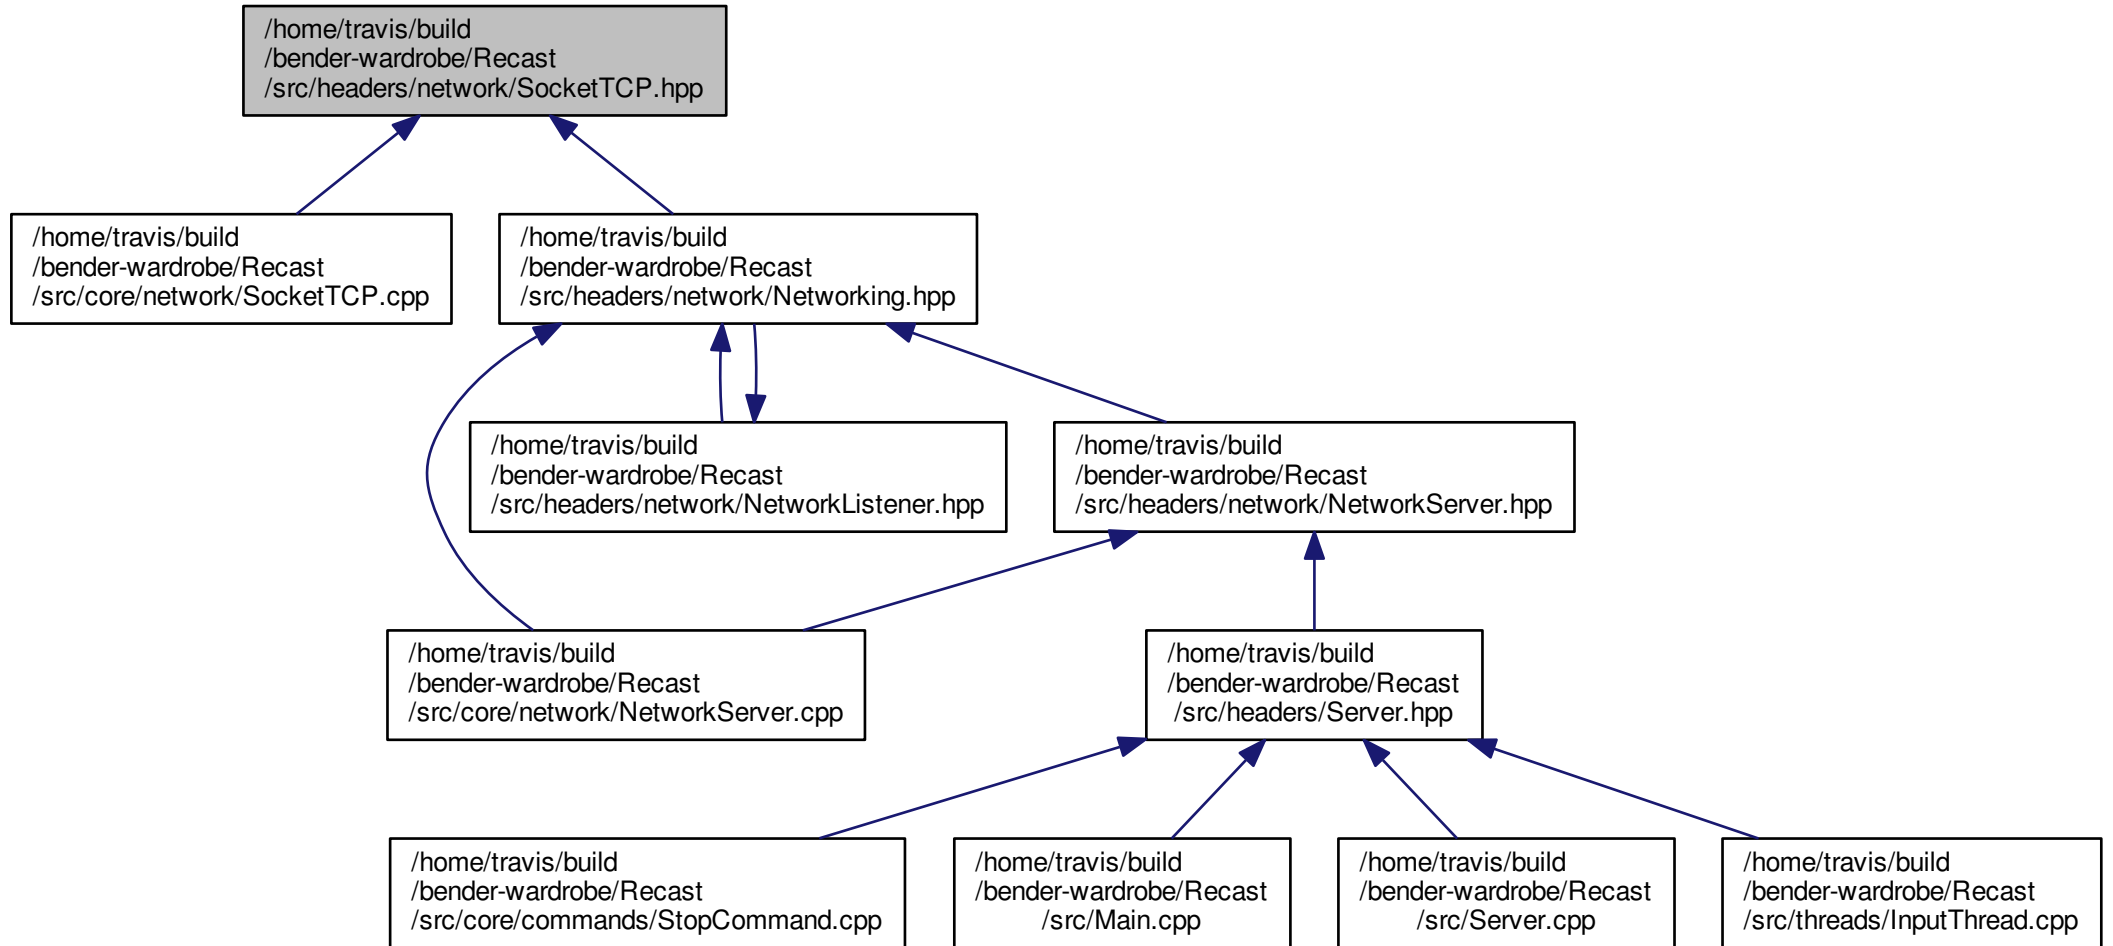 /home/travis/build
/bender-wardrobe/Recast
/src/headers/network/SocketTCP.hpp
/home/travis/build
/bender-wardrobe/Recast
/src/core/network/SocketTCP.cpp
/home/travis/build
/bender-wardrobe/Recast
/src/headers/network/Networking.hpp
/home/travis/build
/bender-wardrobe/Recast
/src/headers/network/NetworkListener.hpp
/home/travis/build
/bender-wardrobe/Recast
/src/headers/network/NetworkServer.hpp
/home/travis/build
/bender-wardrobe/Recast
/src/core/network/NetworkServer.cpp
/home/travis/build
/bender-wardrobe/Recast
/src/headers/Server.hpp
/home/travis/build
/bender-wardrobe/Recast
/src/core/commands/StopCommand.cpp
/home/travis/build
/bender-wardrobe/Recast
/src/Main.cpp
/home/travis/build
/bender-wardrobe/Recast
/src/Server.cpp
/home/travis/build
/bender-wardrobe/Recast
/src/threads/InputThread.cpp